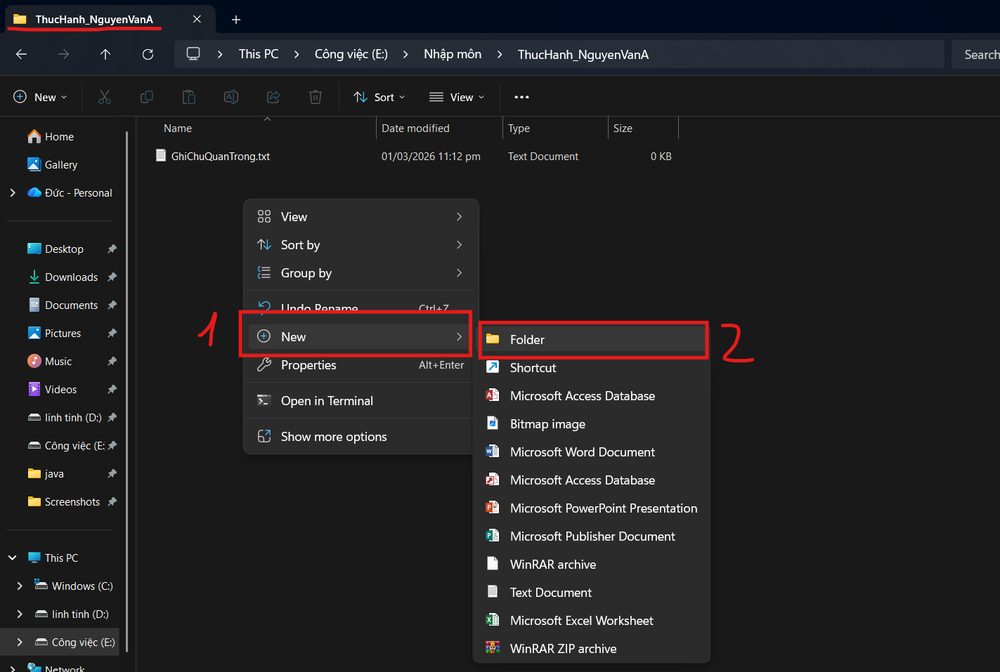 ThucHanh_NguyenVanA
This PC Công việc (E:) Nhập môn ThucHanh_NguyenVanA Search
New Sort View
Name Date modified Type Size
GhiChuQuanTrong.txt 01/03/2026 11:12 pm Text Document 0 KB
Home
Gallery
Đức - Personal
Desktop
Downloads
Documents
Pictures
Music
Videos
linh tinh (D:)
Công việc (E:
java
Screenshots
This PC
Windows (C:)
linh tinh (D:)
Công việc (E:)
Network
View
Sort by
Group by
Undo Rename Ctrl+Z
1
New
Properties Alt+Enter
Open in Terminal
Show more options
Folder
2
Shortcut
Microsoft Access Database
Bitmap image
Microsoft Word Document
Microsoft Access Database
Microsoft PowerPoint Presentation
Microsoft Publisher Document
WinRAR archive
Text Document
Microsoft Excel Worksheet
WinRAR ZIP archive